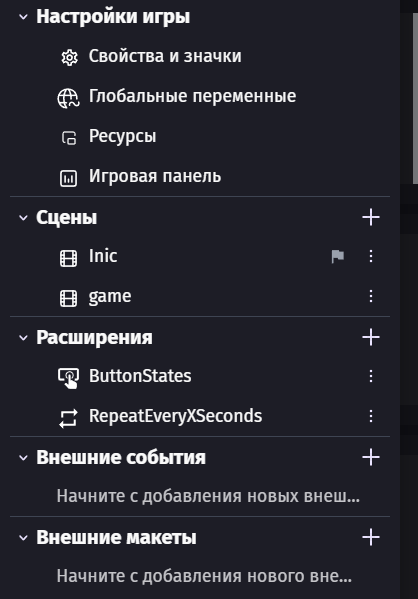 Настройки игры
Свойства и значки
Глобальные переменные
Ресурсы
Игровая панель
Сцены
Inic
game
Расширения
ButtonStates
RepeatEveryXSeconds
Внешние события
Начните с добавления новых внеш...
Внешние макеты
Начните с добавления нового вне...